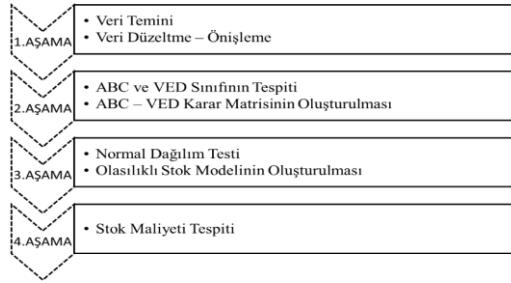 1.AŞAMA
• Veri Temini
• Veri Düzeltme – Önişleme
2.AŞAMA
• ABC ve VED Sınıfının Tespiti
• ABC – VED Karar Matrisinin Oluşturulması
3.AŞAMA
• Normal Dağılım Testi
• Olasılıklı Stok Modelinin Oluşturulması
4.AŞAMA
• Stok Maliyeti Tespiti